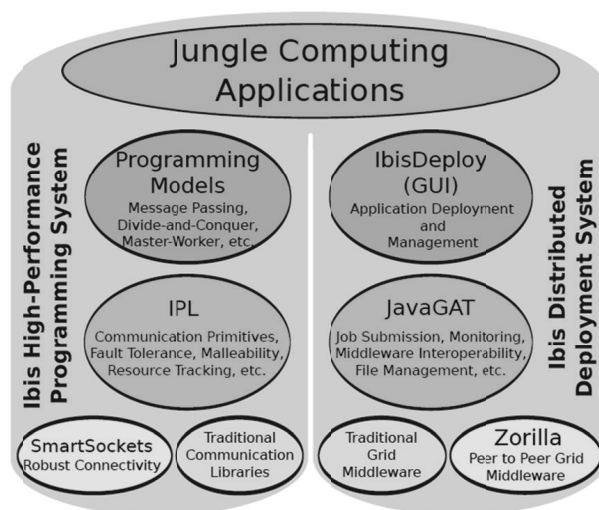 Jungle Computing
Applications
Ibis High-Performance
Programming System
Programming
Models
Message Passing,
Divide-and-Conquer,
Master-Worker, etc.
IPL
Communication Primitives,
Fault Tolerance, Malleability,
Resource Tracking, etc.
SmartSockets
Robust Connectivity
Traditional
Communication
Libraries
IbisDeploy
(GUI)
Application Deployment
and
Management
JavaGAT
Job Submission, Monitoring,
Middleware Interoperability,
File Management, etc.
Traditional
Grid
Middleware
Zorilla
Peer to Peer Grid
Middleware
Ibis Distributed
Deployment System